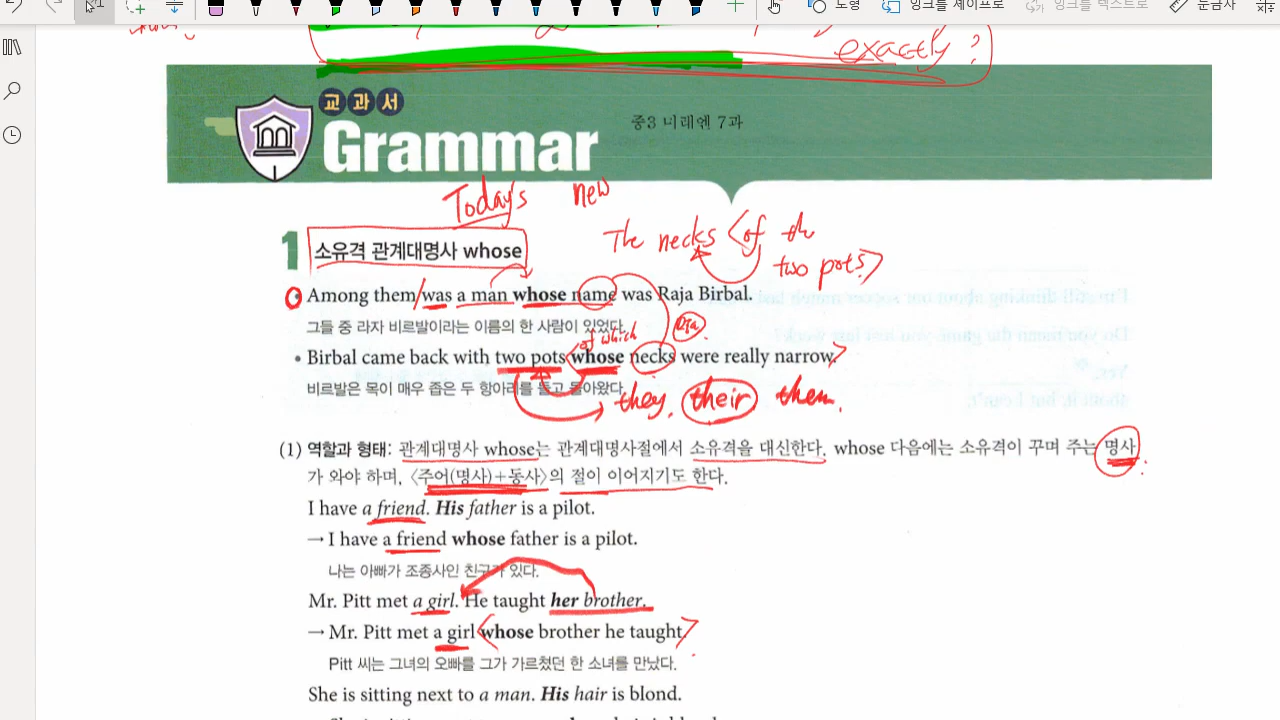 도형
잉크를 셰이프로
잉크를 텍스트로
눈금자
exactly?
교과서
Grammar
중3 미래엔 7과
Today's new
The necks <of the
two pots>
1 소유격 관계대명사 whose
• Among them/was a man whose name was Raja Birbal.
그들 중 라자 비르발이라는 이름의 한 사람이 있었다.
of which
• Birbal came back with two pots <whose necks were really narrow.>
비르발은 목이 매우 좁은 두 항아리를 들고 돌아왔다.
they, their them.
(1) 역할과 형태: 관계대명사 whose는 관계대명사절에서 소유격을 대신한다. whose 다음에는 소유격이 꾸며 주는 명사
가 와야 하며, 〈주어(명사)+동사〉의 절이 이어지기도 한다.
I have a friend. His father is a pilot.
→ I have a friend whose father is a pilot.
나는 아빠가 조종사인 친구가 있다.
Mr. Pitt met a girl. He taught her brother.
→ Mr. Pitt met a girl <whose brother he taught>.
Pitt 씨는 그녀의 오빠를 그가 가르쳤던 한 소녀를 만났다.
She is sitting next to a man. His hair is blond.